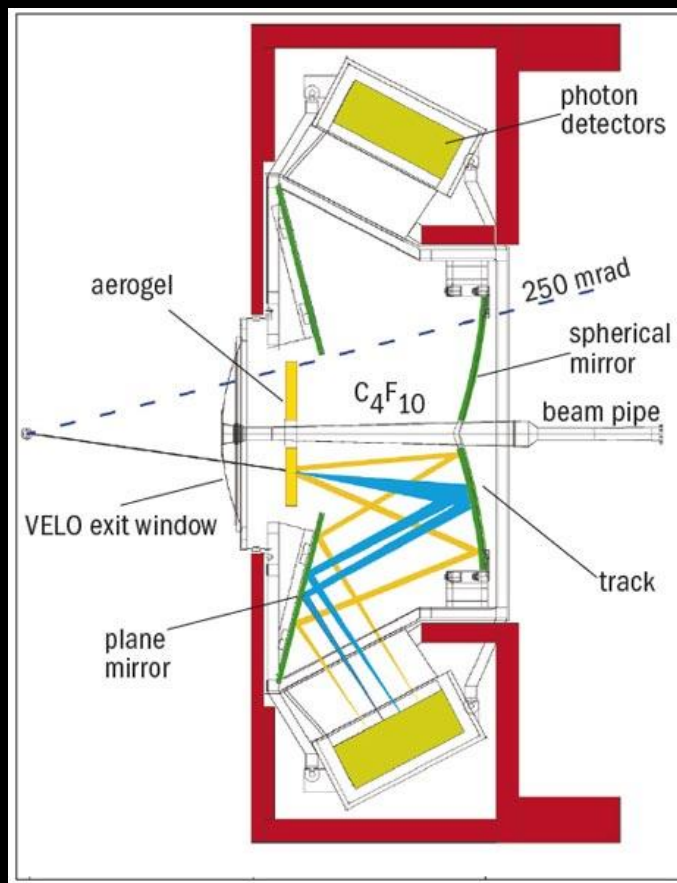 photon
detectors
aerogel
250 mrad
spherical
mirror
C₄F₁₀
beam pipe
VELO exit window
track
plane
mirror